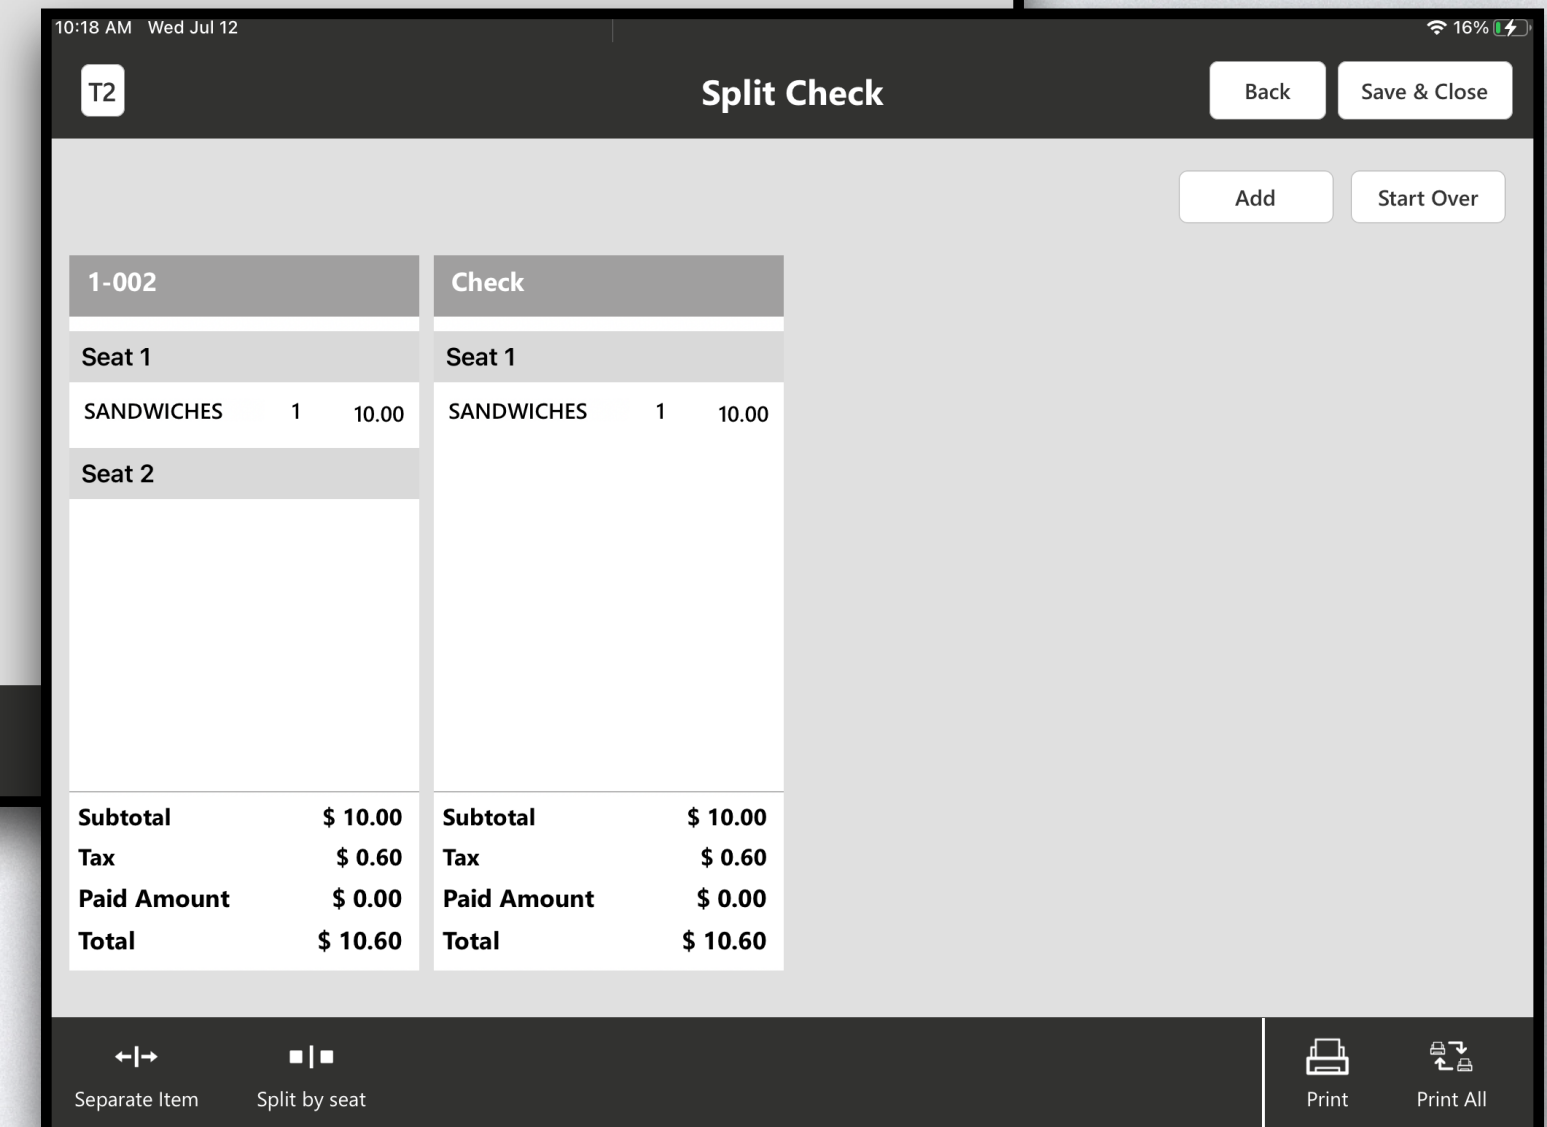 10:18 AM Wed Jul 12 16%
T2 Split Check Back Save & Close
Add Start Over
1-002 Check
Seat 1 Seat 1
SANDWICHES 1 10.00 SANDWICHES 1 10.00
Seat 2
Subtotal $ 10.00 Subtotal $ 10.00
Tax $ 0.60 Tax $ 0.60
Paid Amount $ 0.00 Paid Amount $ 0.00
Total $ 10.60 Total $ 10.60
Separate Item Split by seat Print Print All